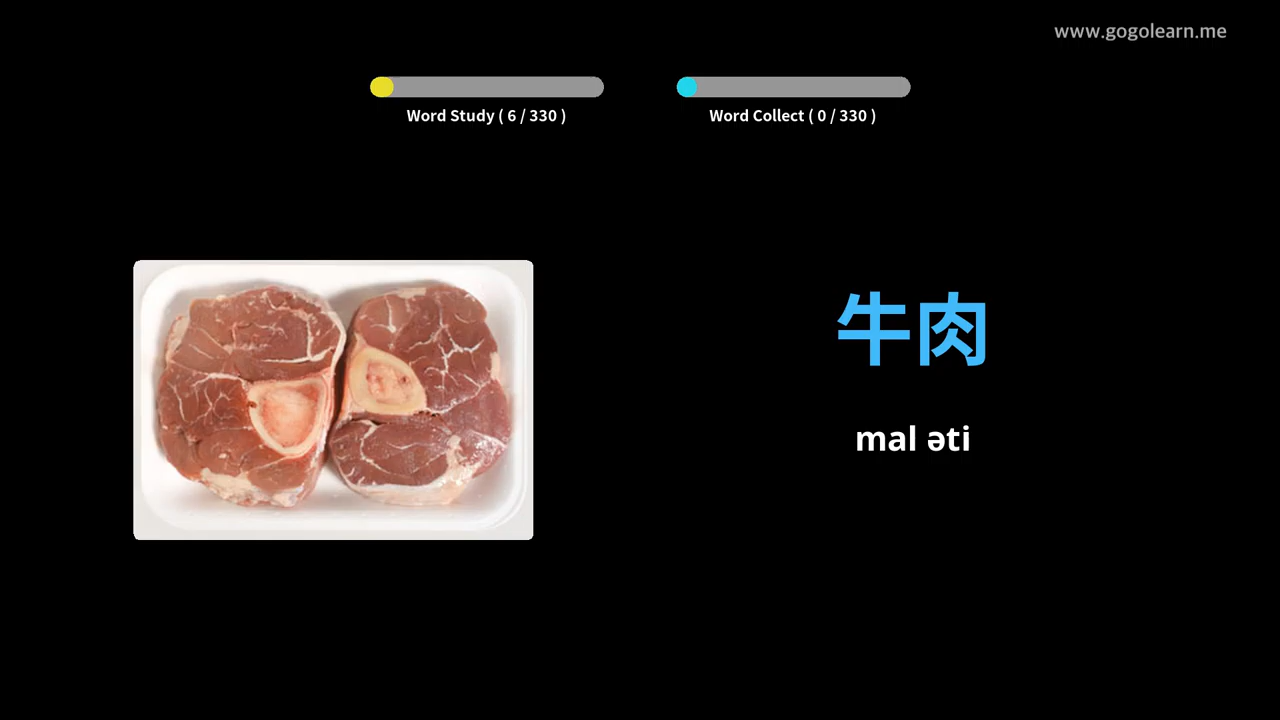 www.gogolearn.me
Word Study ( 6 / 330 )
Word Collect ( 0 / 330 )
牛肉
mal əti